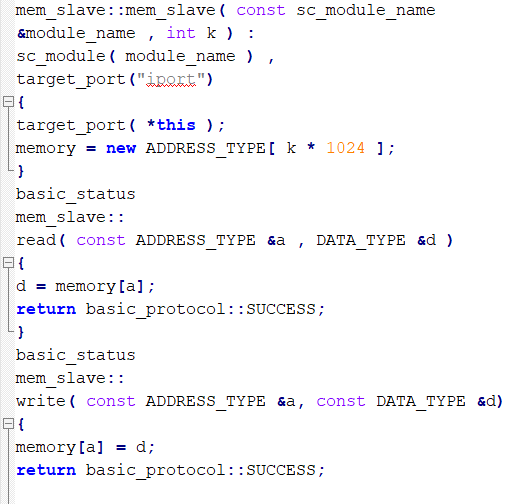 mem_slave::mem_slave( const sc_module_name
&module_name , int k ) :
sc_module( module_name ) ,
target_port("iport")
{
target_port( *this );
memory = new ADDRESS_TYPE[ k * 1024 ];
}
basic_status
mem_slave::
read( const ADDRESS_TYPE &a , DATA_TYPE &d )
{
d = memory[a];
return basic_protocol::SUCCESS;
}
basic_status
mem_slave::
write( const ADDRESS_TYPE &a, const DATA_TYPE &d)
{
memory[a] = d;
return basic_protocol::SUCCESS;